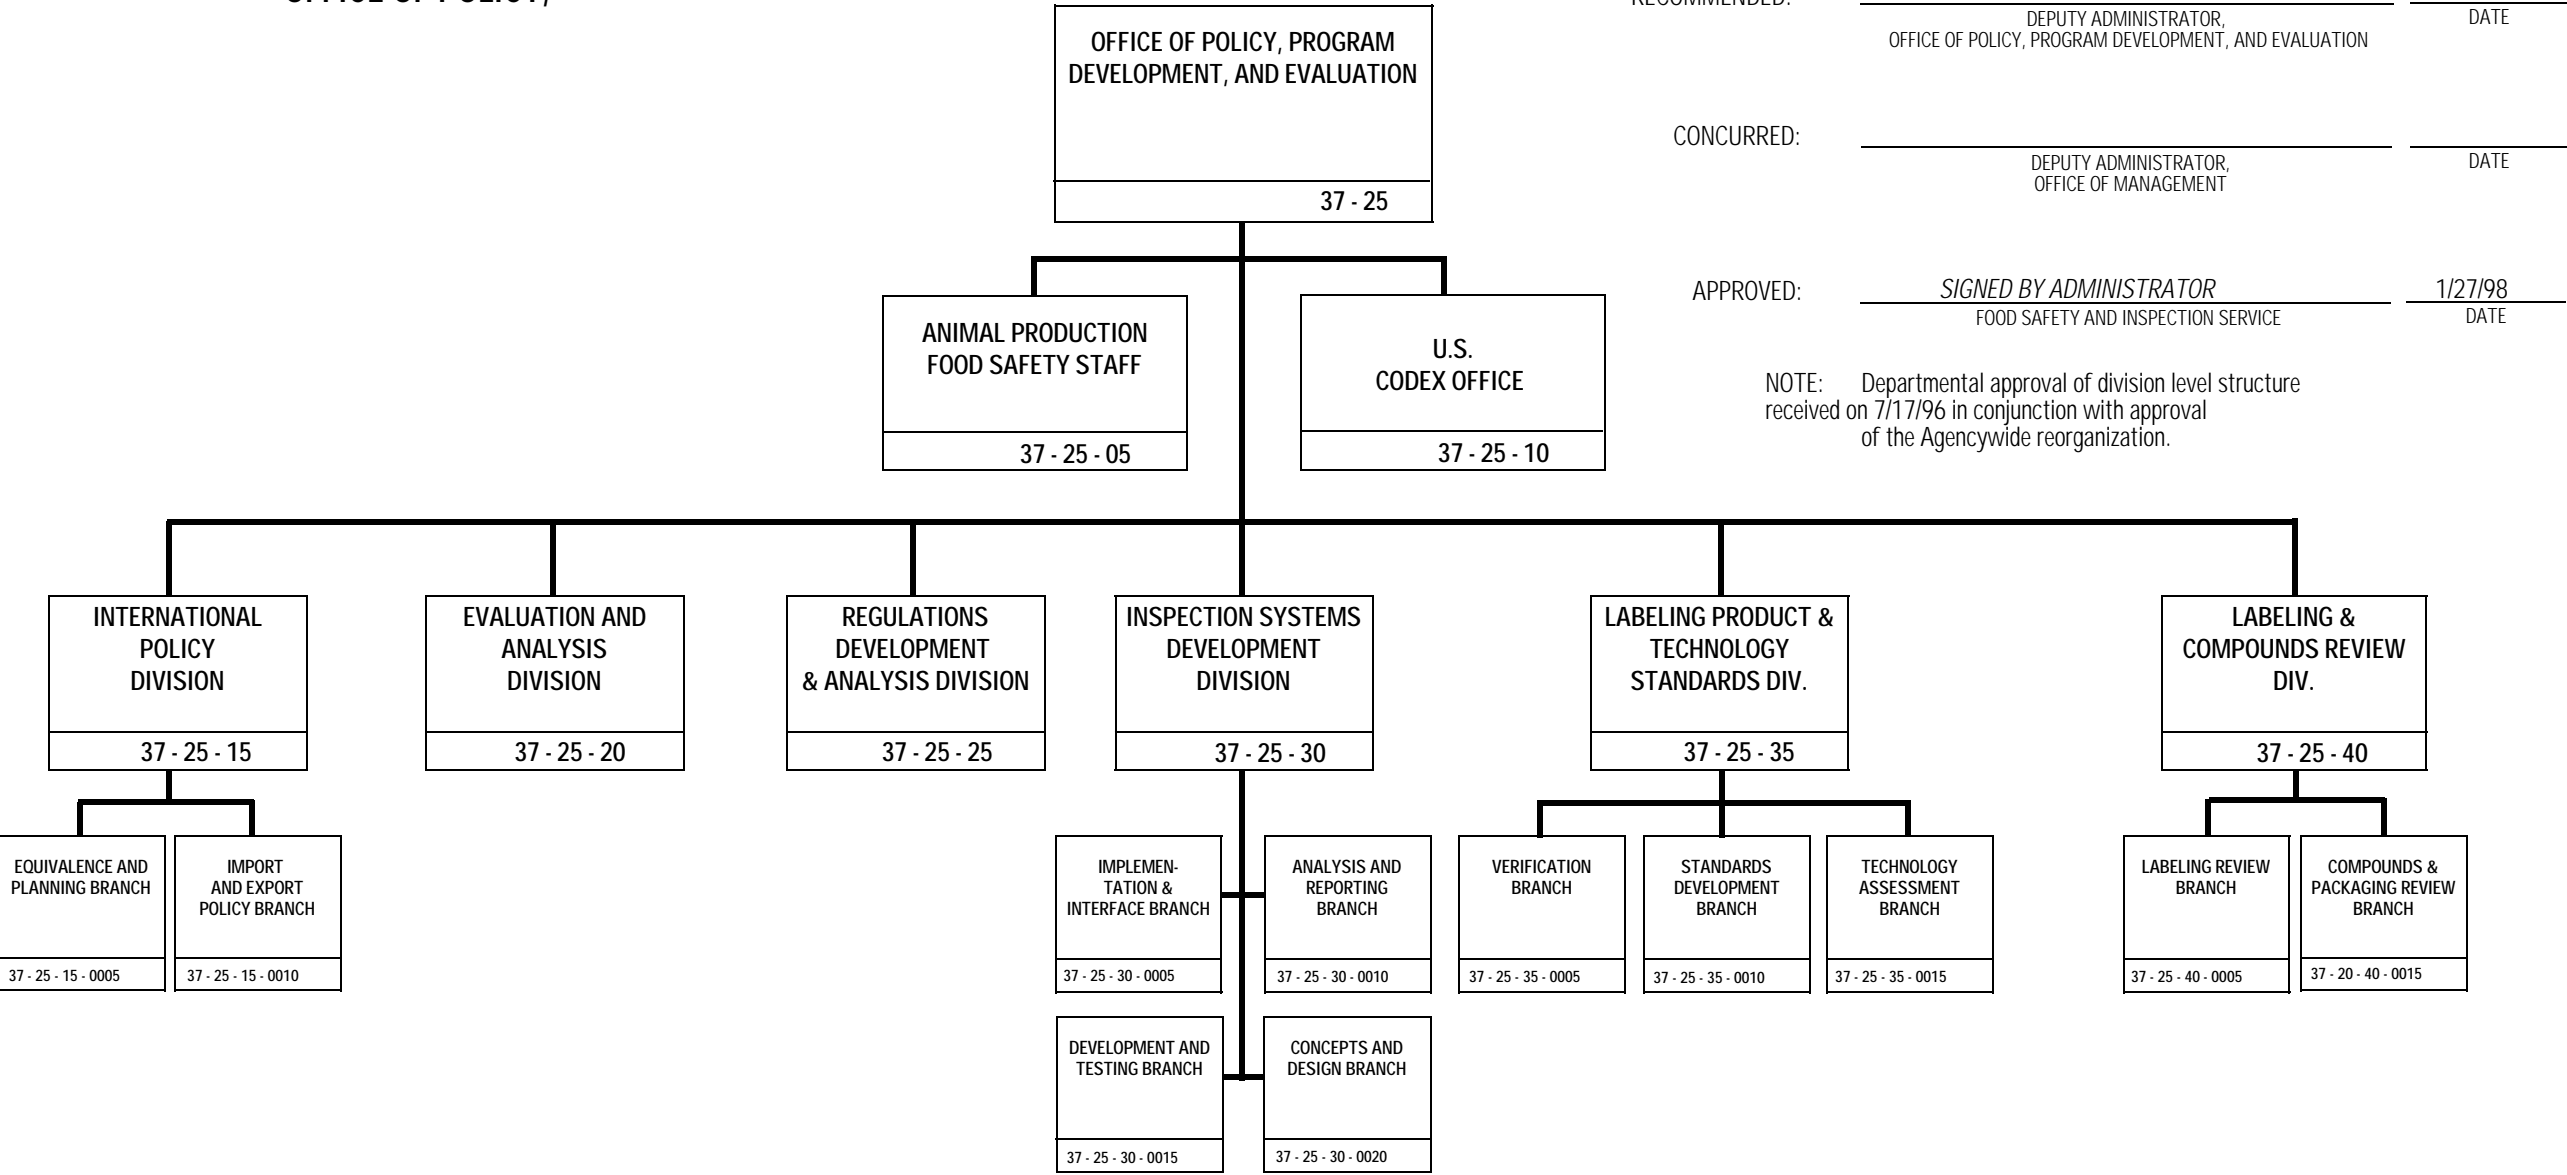 OFFICE OF POLICY,
RECOMMENDED:
DEPUTY ADMINISTRATOR,
OFFICE OF POLICY, PROGRAM DEVELOPMENT, AND EVALUATION
DATE
CONCURRED:
DEPUTY ADMINISTRATOR,
OFFICE OF MANAGEMENT
DATE
APPROVED:
SIGNED BY ADMINISTRATOR
1/27/98
FOOD SAFETY AND INSPECTION SERVICE
DATE
NOTE: Departmental approval of division level structure
received on 7/17/96 in conjunction with approval
of the Agencywide reorganization.
OFFICE OF POLICY, PROGRAM
DEVELOPMENT, AND EVALUATION
37 - 25
ANIMAL PRODUCTION
FOOD SAFETY STAFF
37 - 25 - 05
U.S.
CODEX OFFICE
37 - 25 - 10
INTERNATIONAL
POLICY
DIVISION
37 - 25 - 15
EVALUATION AND
ANALYSIS
DIVISION
37 - 25 - 20
REGULATIONS
DEVELOPMENT
& ANALYSIS DIVISION
37 - 25 - 25
INSPECTION SYSTEMS
DEVELOPMENT
DIVISION
37 - 25 - 30
LABELING PRODUCT &
TECHNOLOGY
STANDARDS DIV.
37 - 25 - 35
LABELING &
COMPOUNDS REVIEW
DIV.
37 - 25 - 40
EQUIVALENCE AND
PLANNING BRANCH
37 - 25 - 15 - 0005
IMPORT
AND EXPORT
POLICY BRANCH
37 - 25 - 15 - 0010
IMPLEMEN-
TATION &
INTERFACE BRANCH
37 - 25 - 30 - 0005
ANALYSIS AND
REPORTING
BRANCH
37 - 25 - 30 - 0010
VERIFICATION
BRANCH
37 - 25 - 35 - 0005
STANDARDS
DEVELOPMENT
BRANCH
37 - 25 - 35 - 0010
TECHNOLOGY
ASSESSMENT
BRANCH
37 - 25 - 35 - 0015
LABELING REVIEW
BRANCH
37 - 25 - 40 - 0005
COMPOUNDS &
PACKAGING REVIEW
BRANCH
37 - 20 - 40 - 0015
DEVELOPMENT AND
TESTING BRANCH
37 - 25 - 30 - 0015
CONCEPTS AND
DESIGN BRANCH
37 - 25 - 30 - 0020